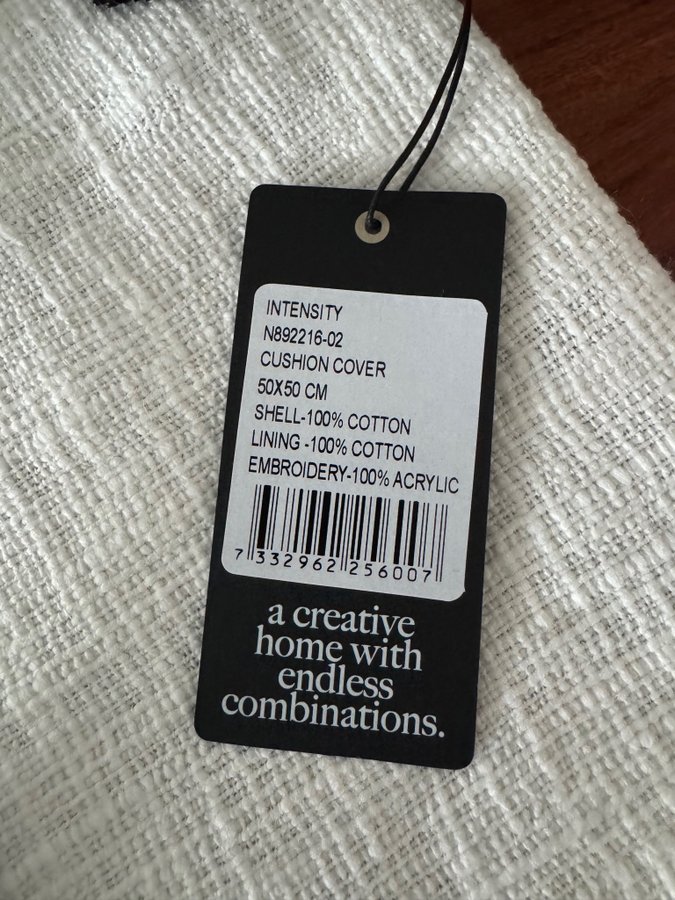 INTENSITY
N892216-02
CUSHION COVER
50X50 CM
SHELL-100% COTTON
LINING -100% COTTON
EMBROIDERY-100% ACRYLIC
7 332962 256007
a creative
home with
endless
combinations.